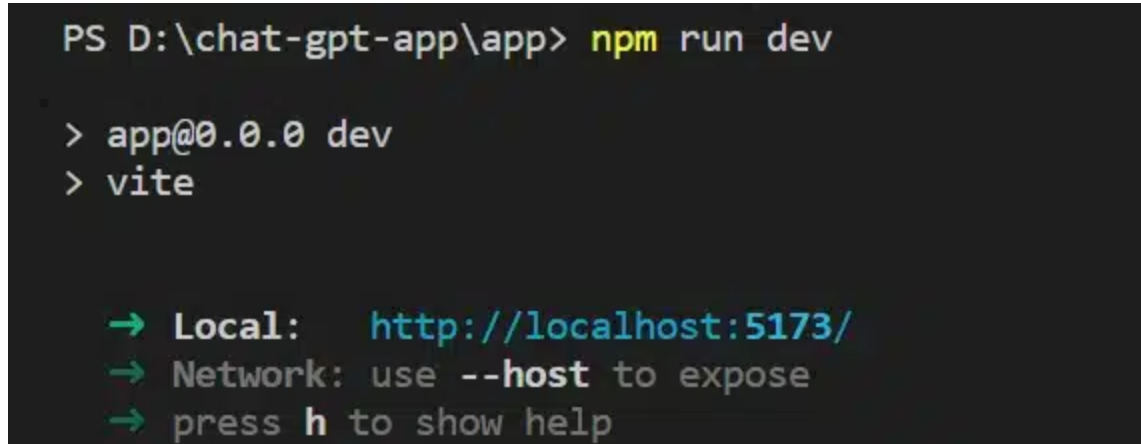 PS D:\chat-gpt-app\app> npm run dev
> app@0.0.0 dev
> vite
➜ Local: http://localhost:5173/
➜ Network: use --host to expose
➜ press h to show help